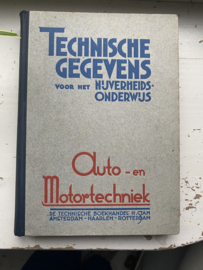 TECHNISCHE
GEGEVENS
VOOR HET NIJVERHEIDS-
ONDERWIJS
Auto- en
Motortechniek
DE TECHNISCHE BOEKHANDEL H. STAM
AMSTERDAM - HAARLEM - ROTTERDAM